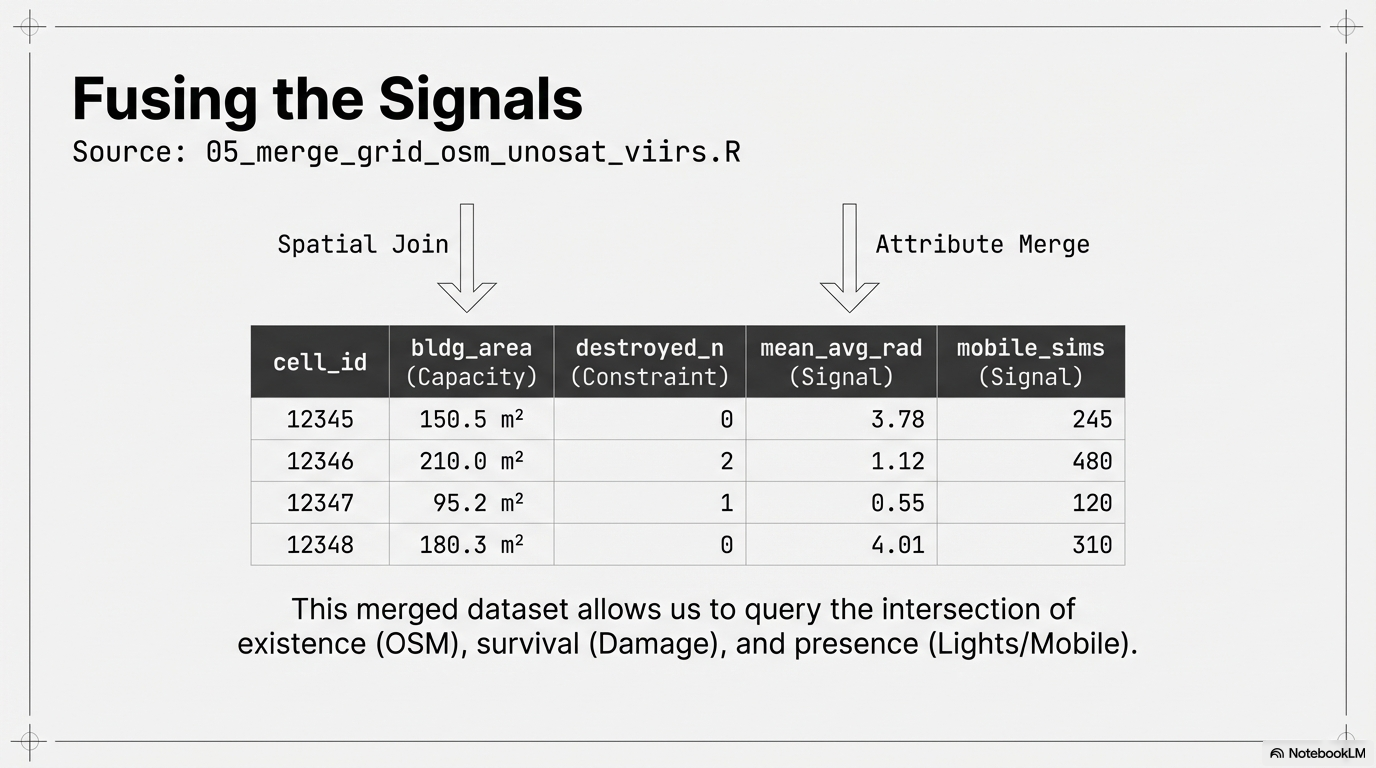 Fusing the Signals
Source: 05_merge_grid_osm_unosat_viirs.R
Spatial Join
Attribute Merge
cell_id bldg_area (Capacity) destroyed_n (Constraint) mean_avg_rad (Signal) mobile_sims (Signal)
12345 150.5 m² 0 3.78 245
12346 210.0 m² 2 1.12 480
12347 95.2 m² 1 0.55 120
12348 180.3 m² 0 4.01 310
This merged dataset allows us to query the intersection of
existence (OSM), survival (Damage), and presence (Lights/Mobile).
NotebookLM